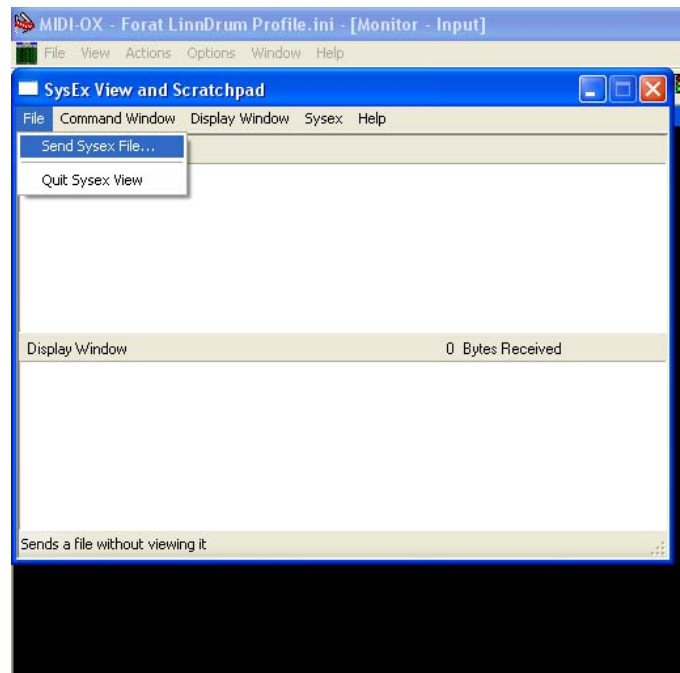 MIDI-OX - Forat LinnDrum Profile.ini - [Monitor - Input]
File View Actions Options Window Help
SysEx View and Scratchpad
File Command Window Display Window Sysex Help
Send Sysex File...
Quit Sysex View
Display Window 0 Bytes Received
Sends a file without viewing it